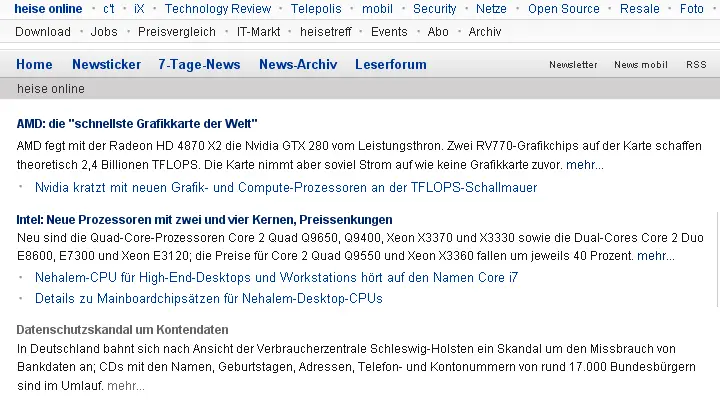 heise online • c't • iX • Technology Review • Telepolis • mobil • Security • Netze • Open Source • Resale • Foto
Download • Jobs • Preisvergleich • IT-Markt • heisetreff • Events • Abo • Archiv
Home Newsticker 7-Tage-News News-Archiv Leserforum Newsletter News mobil RSS
heise online
AMD: die "schnellste Grafikkarte der Welt"
AMD fegt mit der Radeon HD 4870 X2 die Nvidia GTX 280 vom Leistungsthron. Zwei RV770-Grafikchips auf der Karte schaffen
theoretisch 2,4 Billionen TFLOPS. Die Karte nimmt aber soviel Strom auf wie keine Grafikkarte zuvor. mehr...
• Nvidia kratzt mit neuen Grafik- und Compute-Prozessoren an der TFLOPS-Schallmauer
Intel: Neue Prozessoren mit zwei und vier Kernen, Preissenkungen
Neu sind die Quad-Core-Prozessoren Core 2 Quad Q9650, Q9400, Xeon X3370 und X3330 sowie die Dual-Cores Core 2 Duo
E8600, E7300 und Xeon E3120; die Preise für Core 2 Quad Q9550 und Xeon X3360 fallen um jeweils 40 Prozent. mehr...
• Nehalem-CPU für High-End-Desktops und Workstations hört auf den Namen Core i7
• Details zu Mainboardchipsätzen für Nehalem-Desktop-CPUs
Datenschutzskandal um Kontendaten
In Deutschland bahnt sich nach Ansicht der Verbraucherzentrale Schleswig-Holsten ein Skandal um den Missbrauch von
Bankdaten an; CDs mit den Namen, Geburtstagen, Adressen, Telefon- und Kontonummern von rund 17.000 Bundesbürgern
sind im Umlauf. mehr...